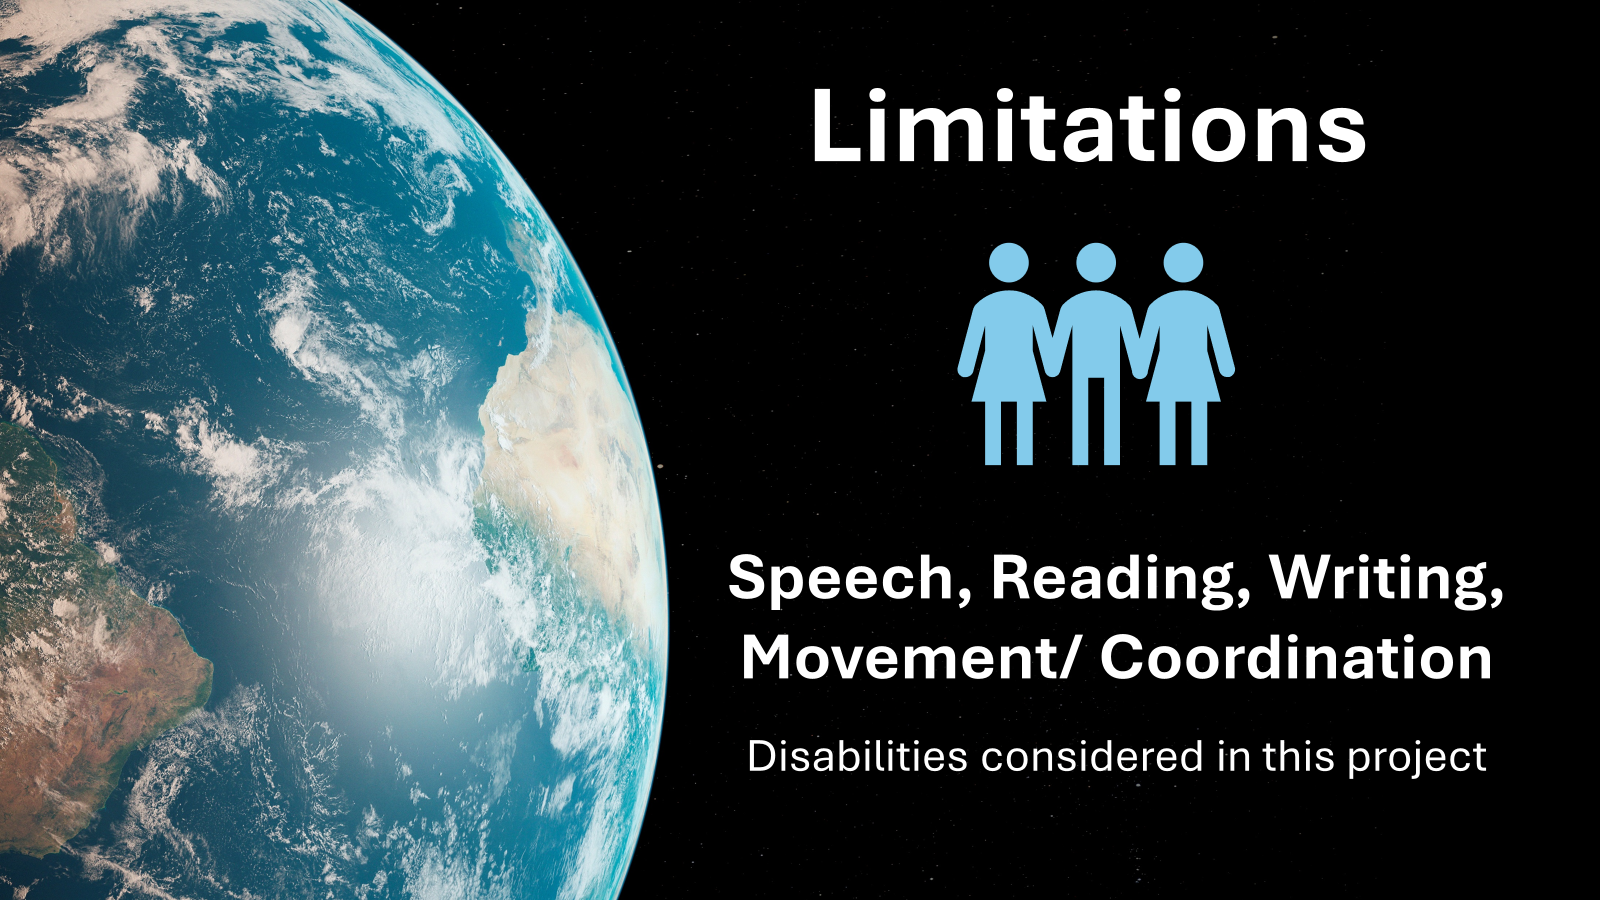 Limitations
Speech, Reading, Writing,
Movement/ Coordination
Disabilities considered in this project